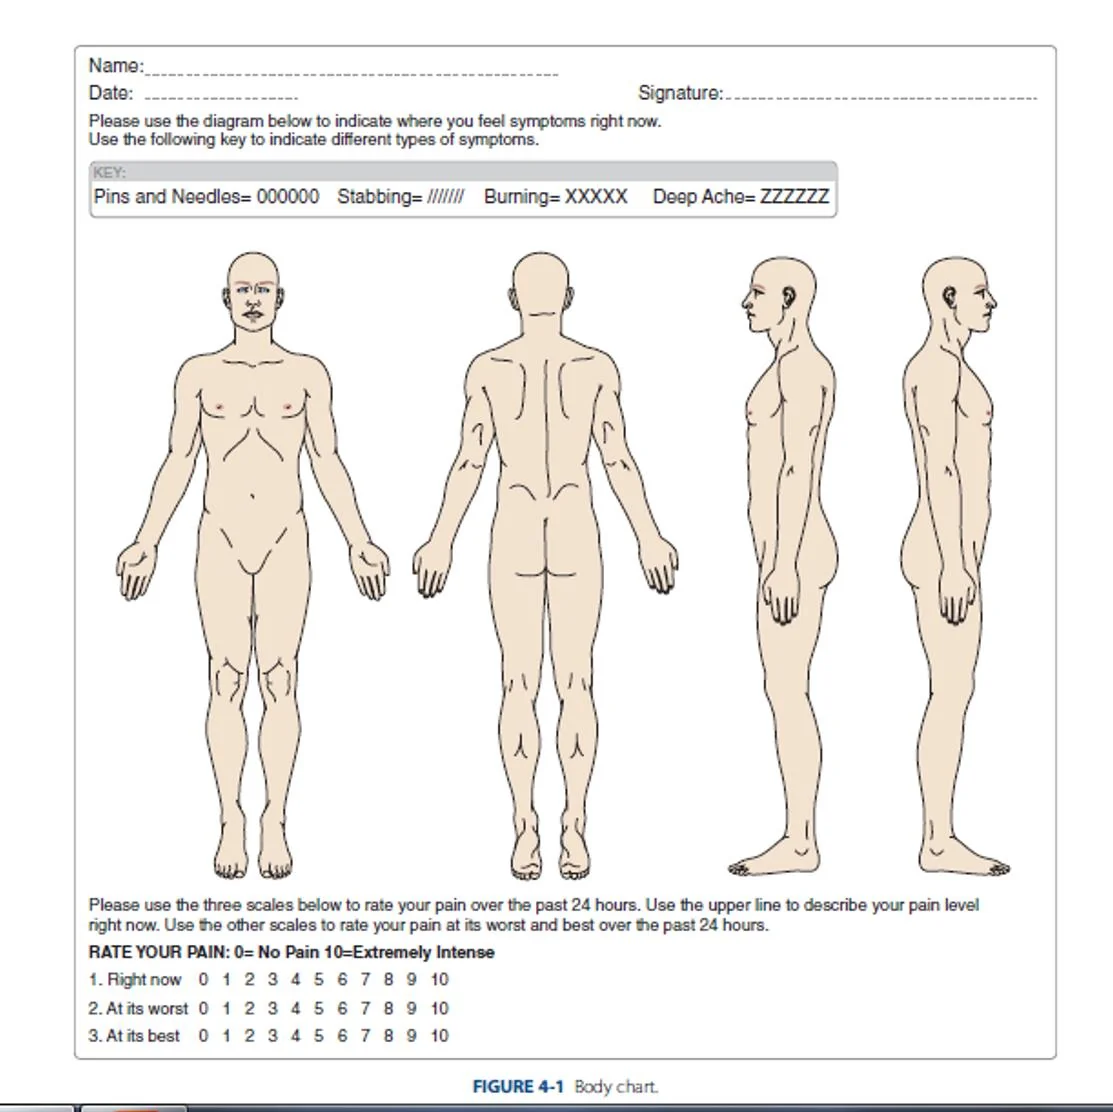 Name:
Date: Signature:
Please use the diagram below to indicate where you feel symptoms right now.
Use the following key to indicate different types of symptoms.
KEY:
Pins and Needles= 000000 Stabbing= /////// Burning= XXXXX Deep Ache= ZZZZZZ
Please use the three scales below to rate your pain over the past 24 hours. Use the upper line to describe your pain level
right now. Use the other scales to rate your pain at its worst and best over the past 24 hours.
RATE YOUR PAIN: 0= No Pain 10=Extremely Intense
1. Right now 0 1 2 3 4 5 6 7 8 9 10
2. At its worst 0 1 2 3 4 5 6 7 8 9 10
3. At its best 0 1 2 3 4 5 6 7 8 9 10
FIGURE 4-1 Body chart.